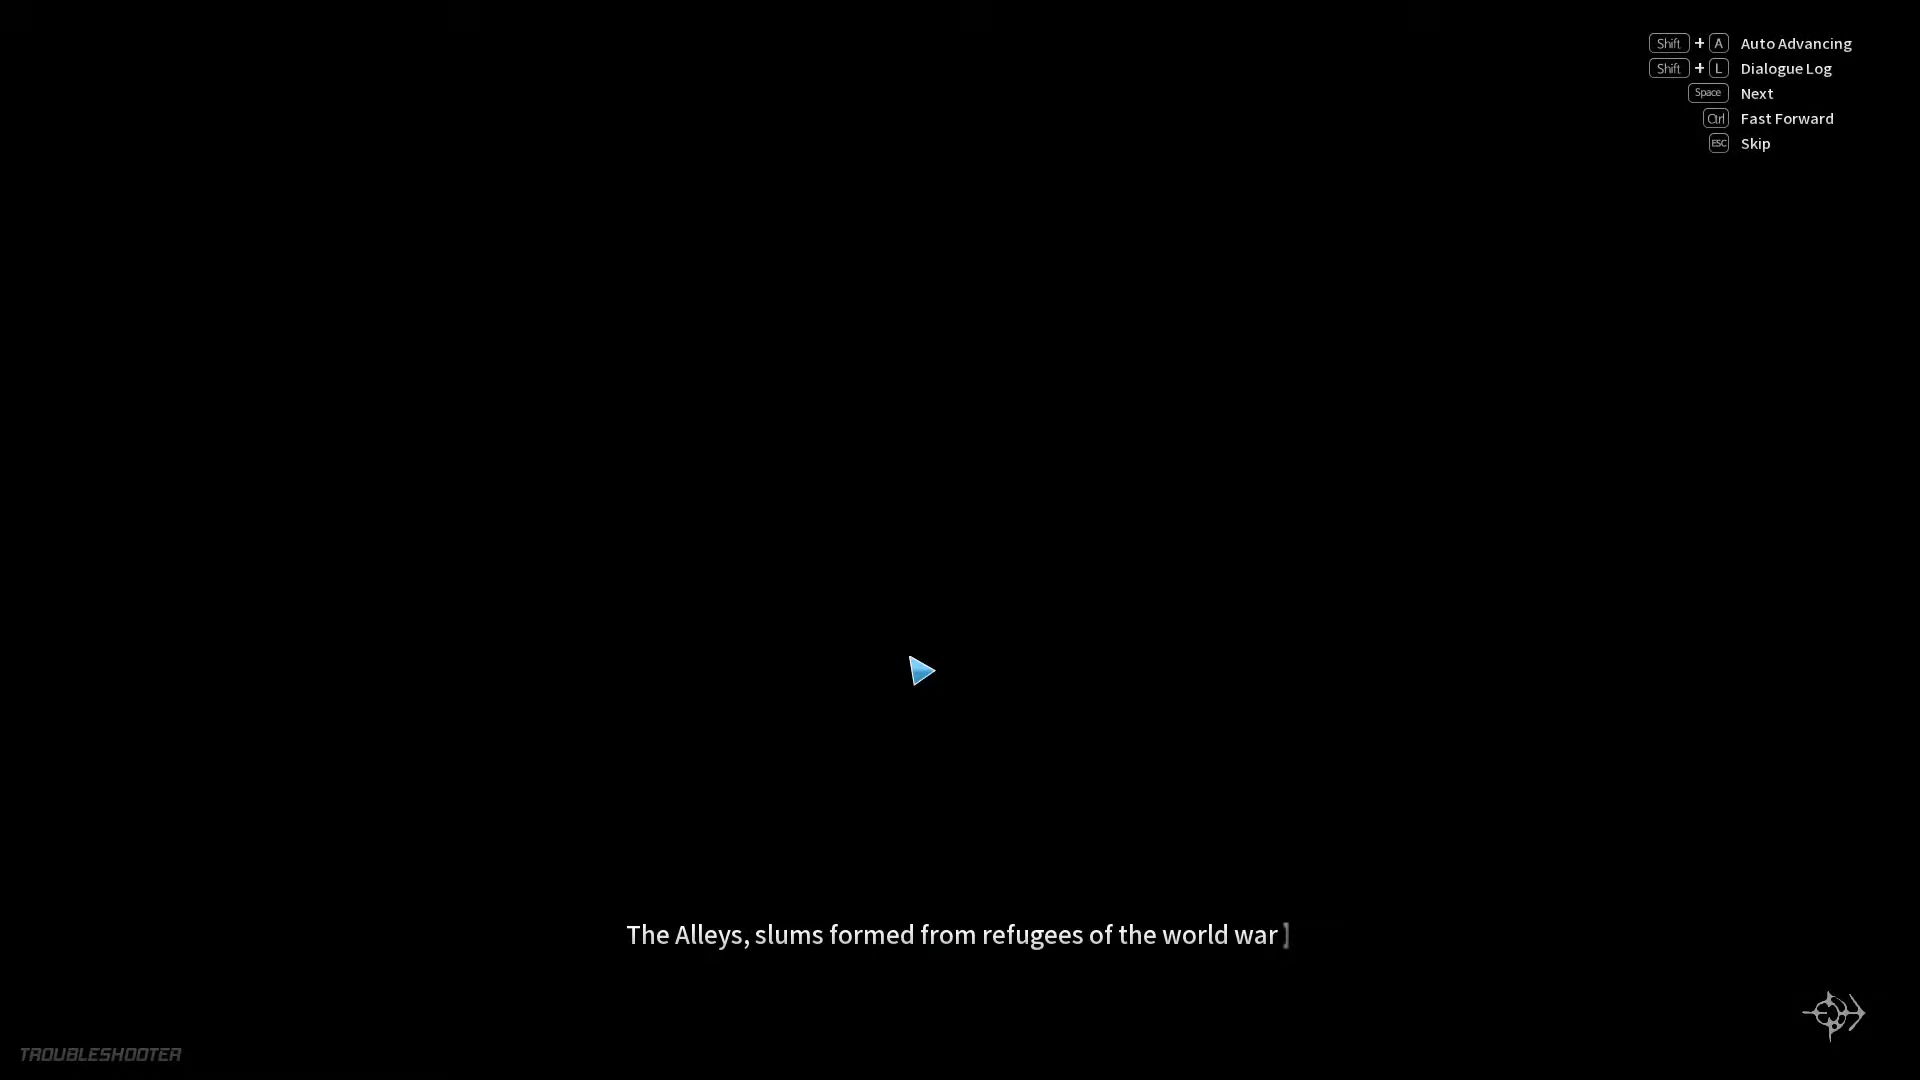 Shift + A Auto Advancing
Shift + L Dialogue Log
Space Next
Ctrl Fast Forward
ESC Skip
The Alleys, slums formed from refugees of the world war ]
TROUBLESHOOTER